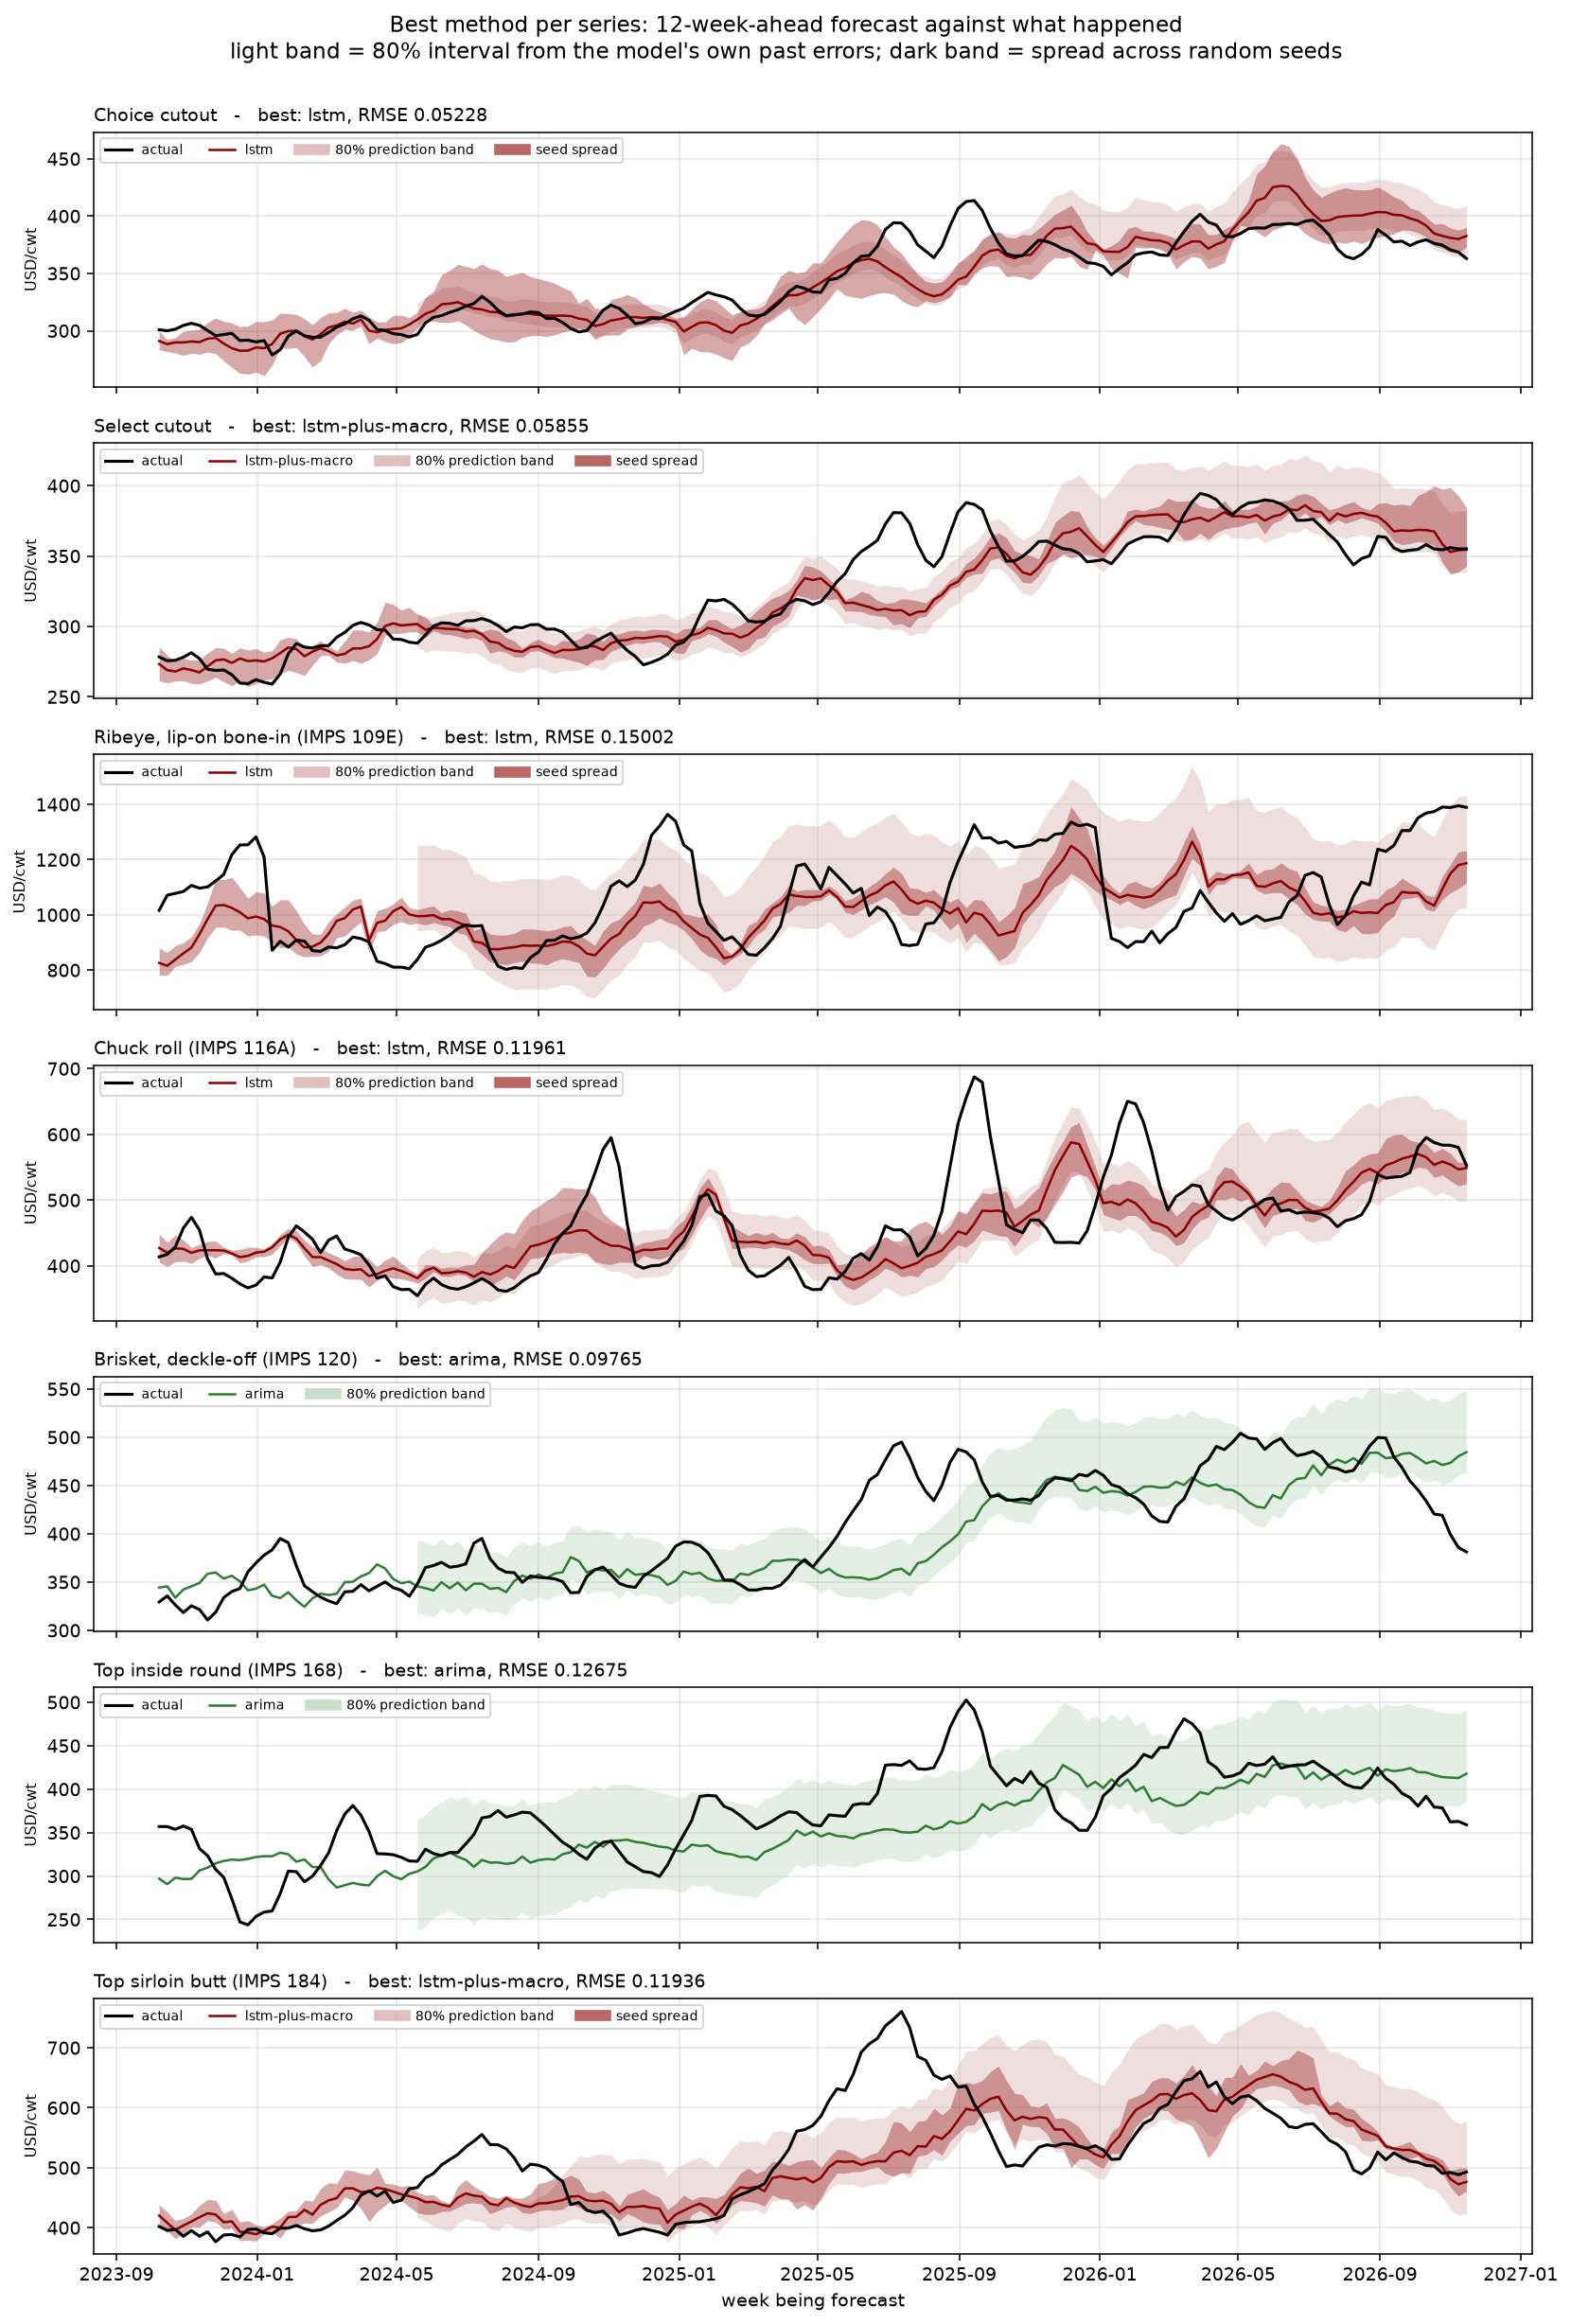 Best method per series: 12-week-ahead forecast against what happened
light band = 80% interval from the model's own past errors; dark band = spread across random seeds
Choice cutout - best: lstm, RMSE 0.05228
actual lstm 80% prediction band seed spread
450
400
350
300
USD/cwt
Select cutout - best: lstm-plus-macro, RMSE 0.05855
actual lstm-plus-macro 80% prediction band seed spread
400
350
300
250
USD/cwt
Ribeye, lip-on bone-in (IMPS 109E) - best: lstm, RMSE 0.15002
actual lstm 80% prediction band seed spread
1400
1200
1000
800
USD/cwt
Chuck roll (IMPS 116A) - best: lstm, RMSE 0.11961
actual lstm 80% prediction band seed spread
700
600
500
400
USD/cwt
Brisket, deckle-off (IMPS 120) - best: arima, RMSE 0.09765
actual arima 80% prediction band
550
500
450
400
350
300
USD/cwt
Top inside round (IMPS 168) - best: arima, RMSE 0.12675
actual arima 80% prediction band
500
450
400
350
300
250
USD/cwt
Top sirloin butt (IMPS 184) - best: lstm-plus-macro, RMSE 0.11936
actual lstm-plus-macro 80% prediction band seed spread
700
600
500
400
USD/cwt
2023-09 2024-01 2024-05 2024-09 2025-01 2025-05 2025-09 2026-01 2026-05 2026-09 2027-01
week being forecast